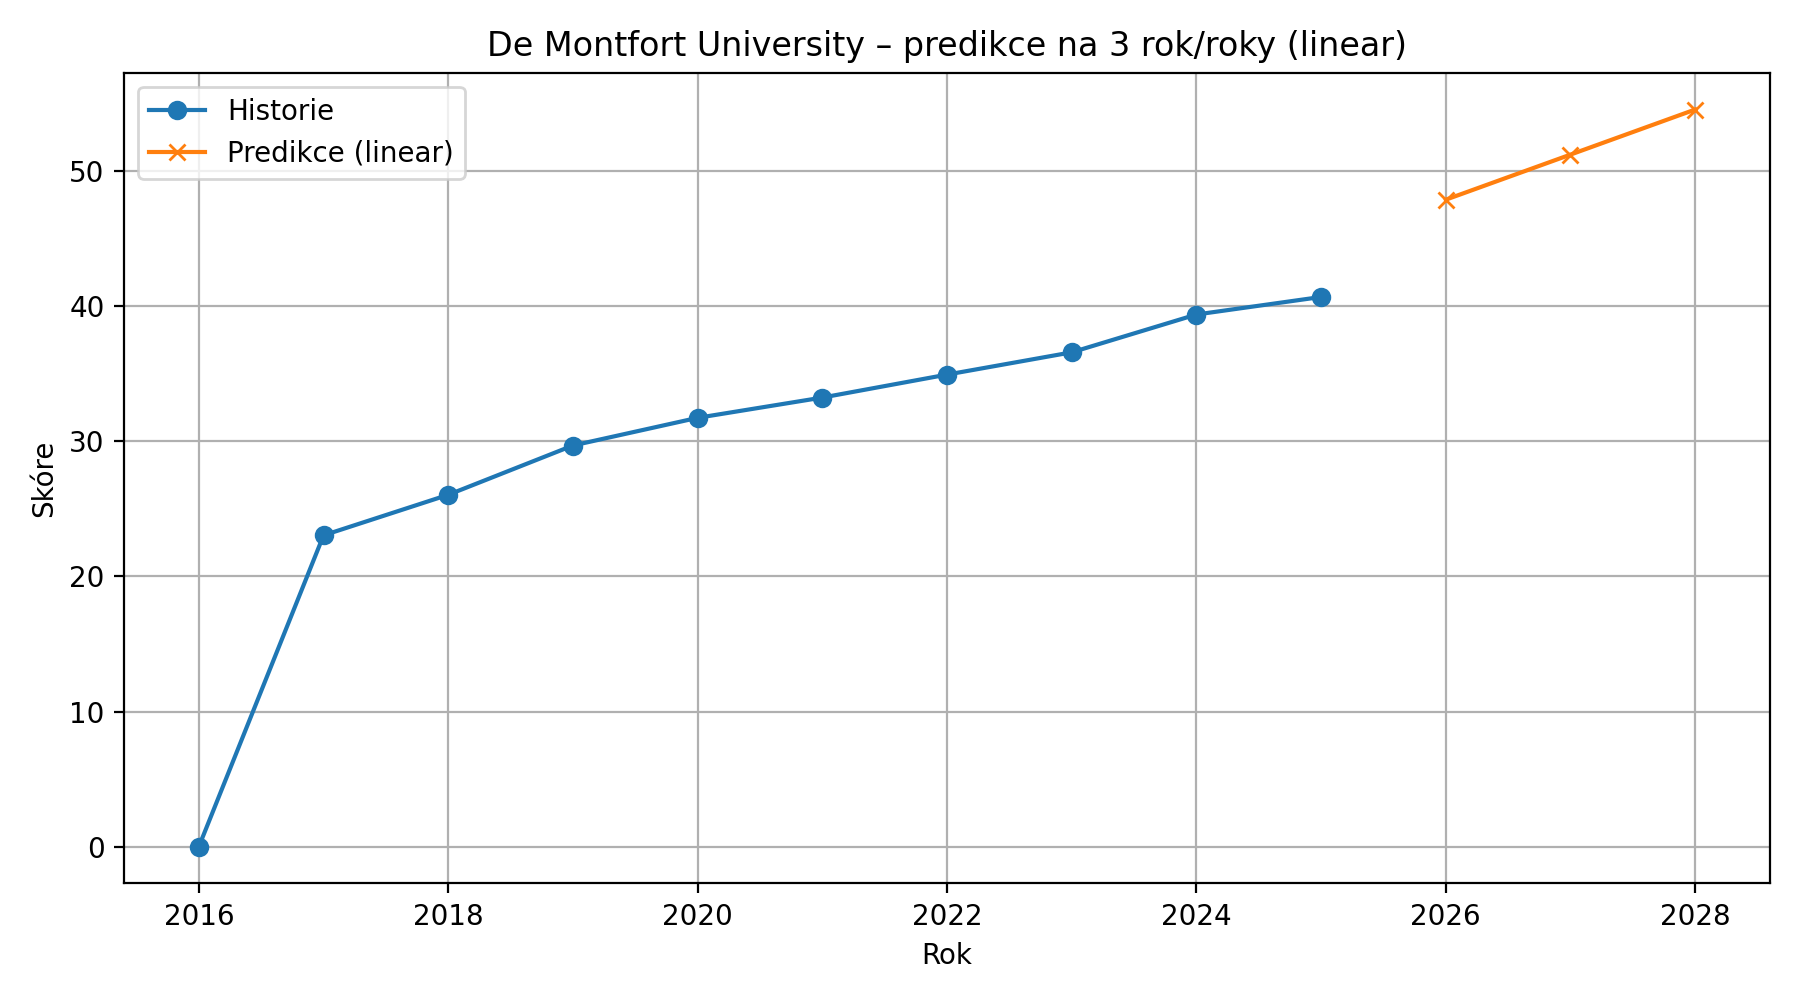 De Montfort University – predikce na 3 rok/roky (linear)
Historie
Predikce (linear)
Skóre
50
40
30
20
10
0
2016 2018 2020 2022 2024 2026 2028
Rok